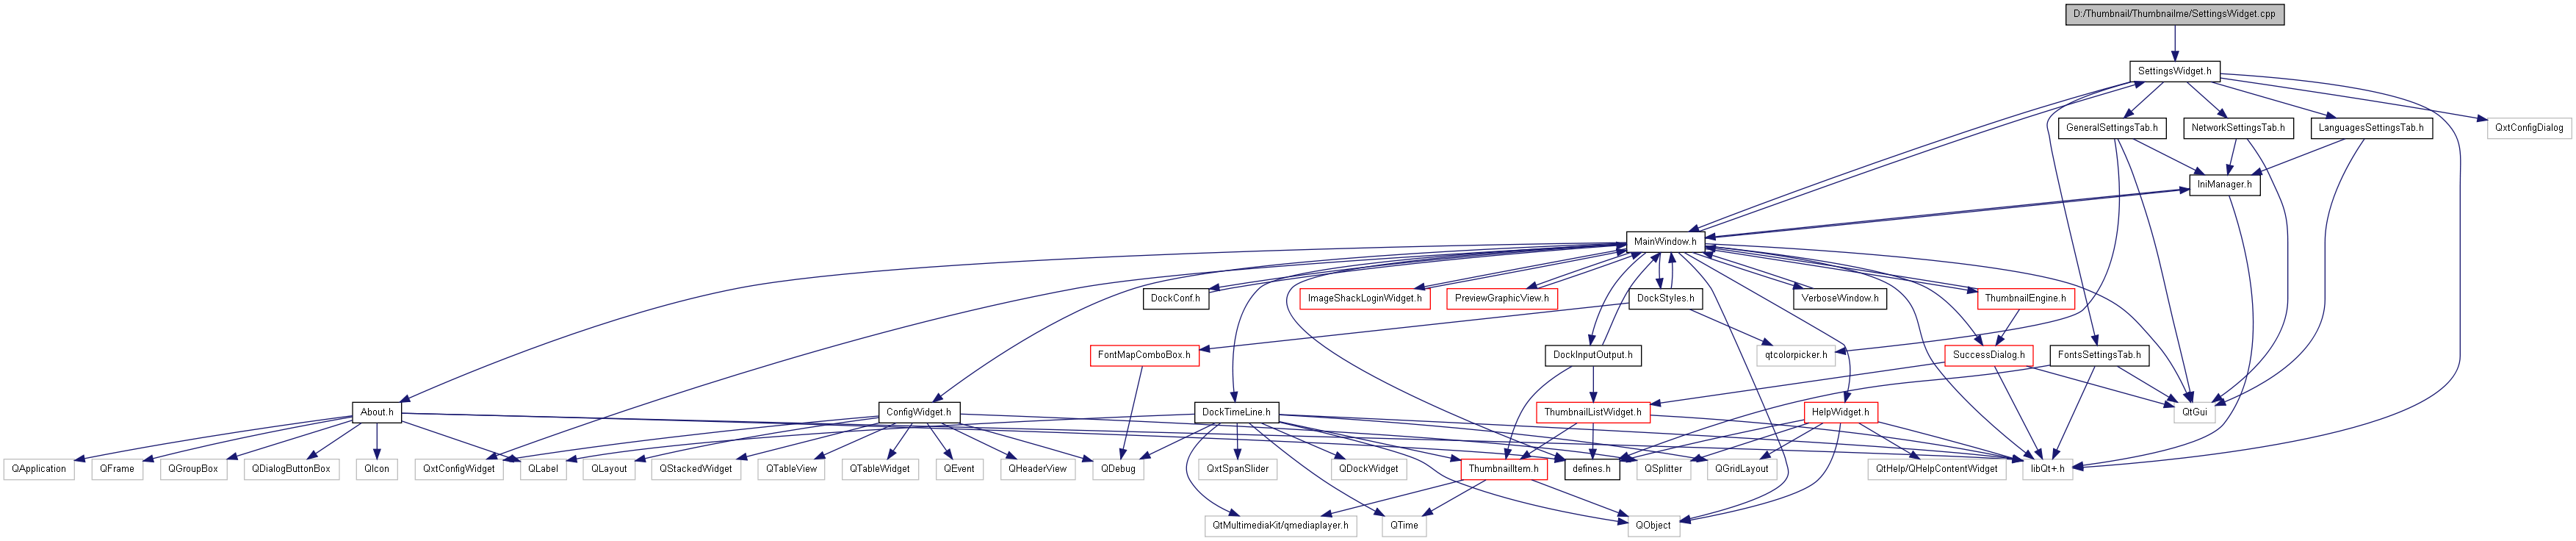 D:/Thumbnail/Thumbnailme/SettingsWidget.cpp
SettingsWidget.h
GeneralSettingsTab.h
NetworkSettingsTab.h
LanguagesSettingsTab.h
QxtConfigDialog
IniManager.h
MainWindow.h
DockConf.h
ImageShackLoginWidget.h
PreviewGraphicView.h
DockStyles.h
VerboseWindow.h
ThumbnailEngine.h
FontMapComboBox.h
DockInputOutput.h
qtcolorpicker.h
SuccessDialog.h
FontsSettingsTab.h
About.h
ConfigWidget.h
DockTimeLine.h
ThumbnailListWidget.h
HelpWidget.h
QtGui
QApplication
QFrame
QGroupBox
QDialogButtonBox
QIcon
QxtConfigWidget
QLabel
QLayout
QStackedWidget
QTableView
QTableWidget
QEvent
QHeaderView
QDebug
QxtSpanSlider
QDockWidget
ThumbnailItem.h
defines.h
QSplitter
QGridLayout
QtHelp/QHelpContentWidget
libQt+.h
QtMultimediaKit/qmediaplayer.h
QTime
QObject